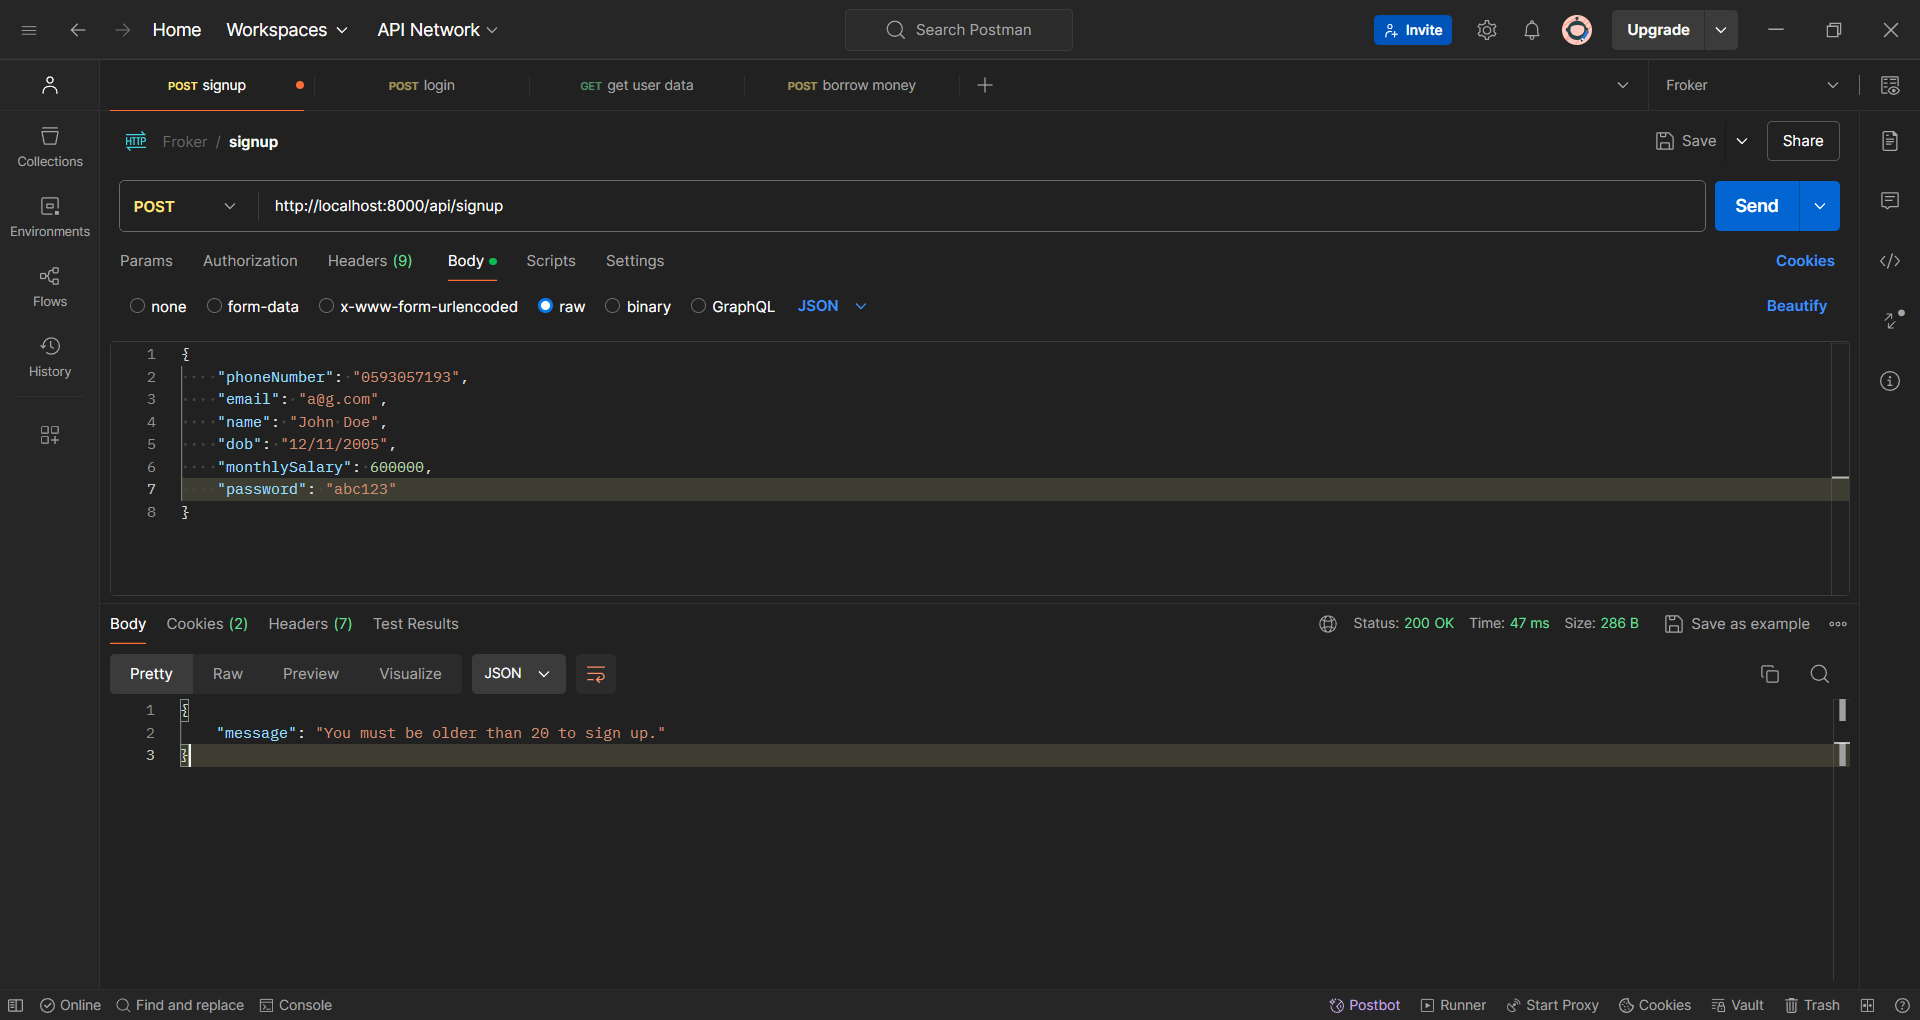 Home Workspaces API Network Search Postman Invite Upgrade
POST signup POST login GET get user data POST borrow money Froker
HTTP Froker / signup Save Share
Collections
Environments
Flows
History
POST http://localhost:8000/api/signup Send
Params Authorization Headers (9) Body Scripts Settings Cookies
none form-data x-www-form-urlencoded raw binary GraphQL JSON Beautify
1 {
2 "phoneNumber": "0593057193",
3 "email": "a@g.com",
4 "name": "John Doe",
5 "dob": "12/11/2005",
6 "monthlySalary": 600000,
7 "password": "abc123"
8 }
Body Cookies (2) Headers (7) Test Results Status: 200 OK Time: 47 ms Size: 286 B Save as example
Pretty Raw Preview Visualize JSON
1 {
2 "message": "You must be older than 20 to sign up."
3 }
Online Find and replace Console Postbot Runner Start Proxy Cookies Vault Trash